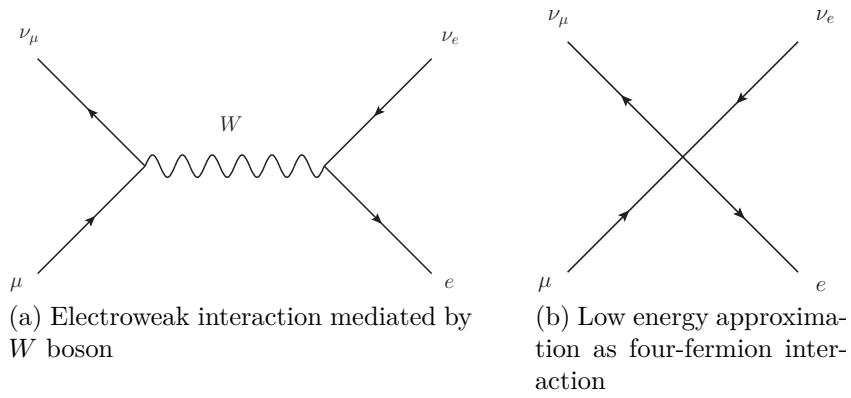 ν_μ
ν_e
W
μ
e
(a) Electroweak interaction mediated by
W boson
ν_μ
ν_e
μ
e
(b) Low energy approxima-
tion as four-fermion inter-
action